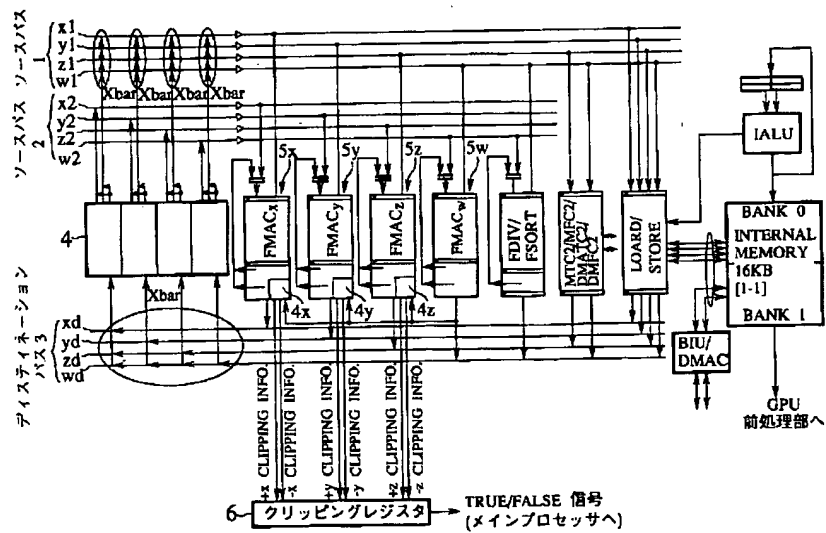 ソースバス 1
x1
y1
z1
w1
Xbar Xbar Xbar Xbar
ソースバス 2
x2
y2
z2
w2
IALU
5x
5y
5z
5w
4
FMACx
FMACy
FMACz
FMACw
FDIV/
FSORT
MTC2/MFC2/
DMATC2/
DMFC2
LOARD/
STORE
BANK 0
INTERNAL
MEMORY
16KB
[1-1]
BANK 1
4x
4y
4z
Xbar
ディスティネーション
バス3
xd
yd
zd
wd
BIU/
DMAC
GPU
前処理部へ
+x CLIPPING INFO.
-x CLIPPING INFO.
+y CLIPPING INFO.
-y CLIPPING INFO.
+z CLIPPING INFO.
-z CLIPPING INFO.
6
クリッピングレジスタ
TRUE/FALSE 信号
(メインプロセッサへ)